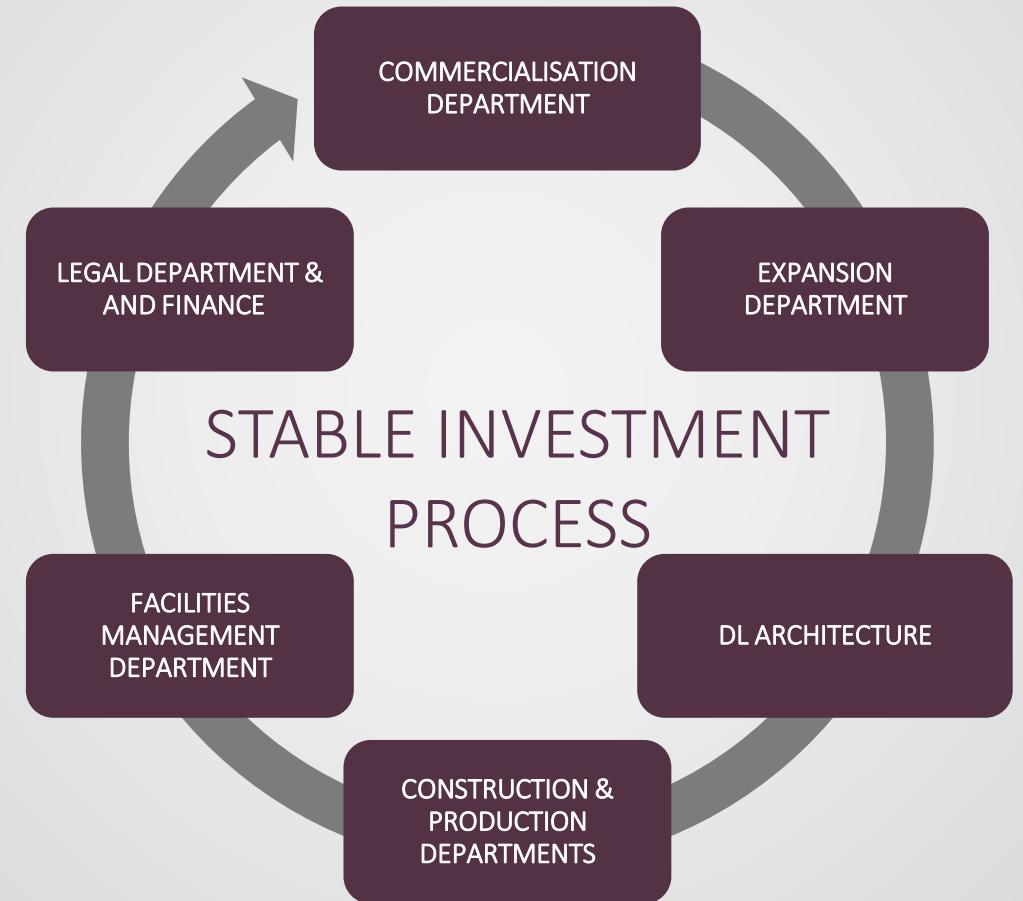 COMMERCIALISATION
DEPARTMENT
EXPANSION
DEPARTMENT
DL ARCHITECTURE
CONSTRUCTION &
PRODUCTION
DEPARTMENTS
FACILITIES
MANAGEMENT
DEPARTMENT
LEGAL DEPARTMENT &
AND FINANCE
STABLE INVESTMENT
PROCESS